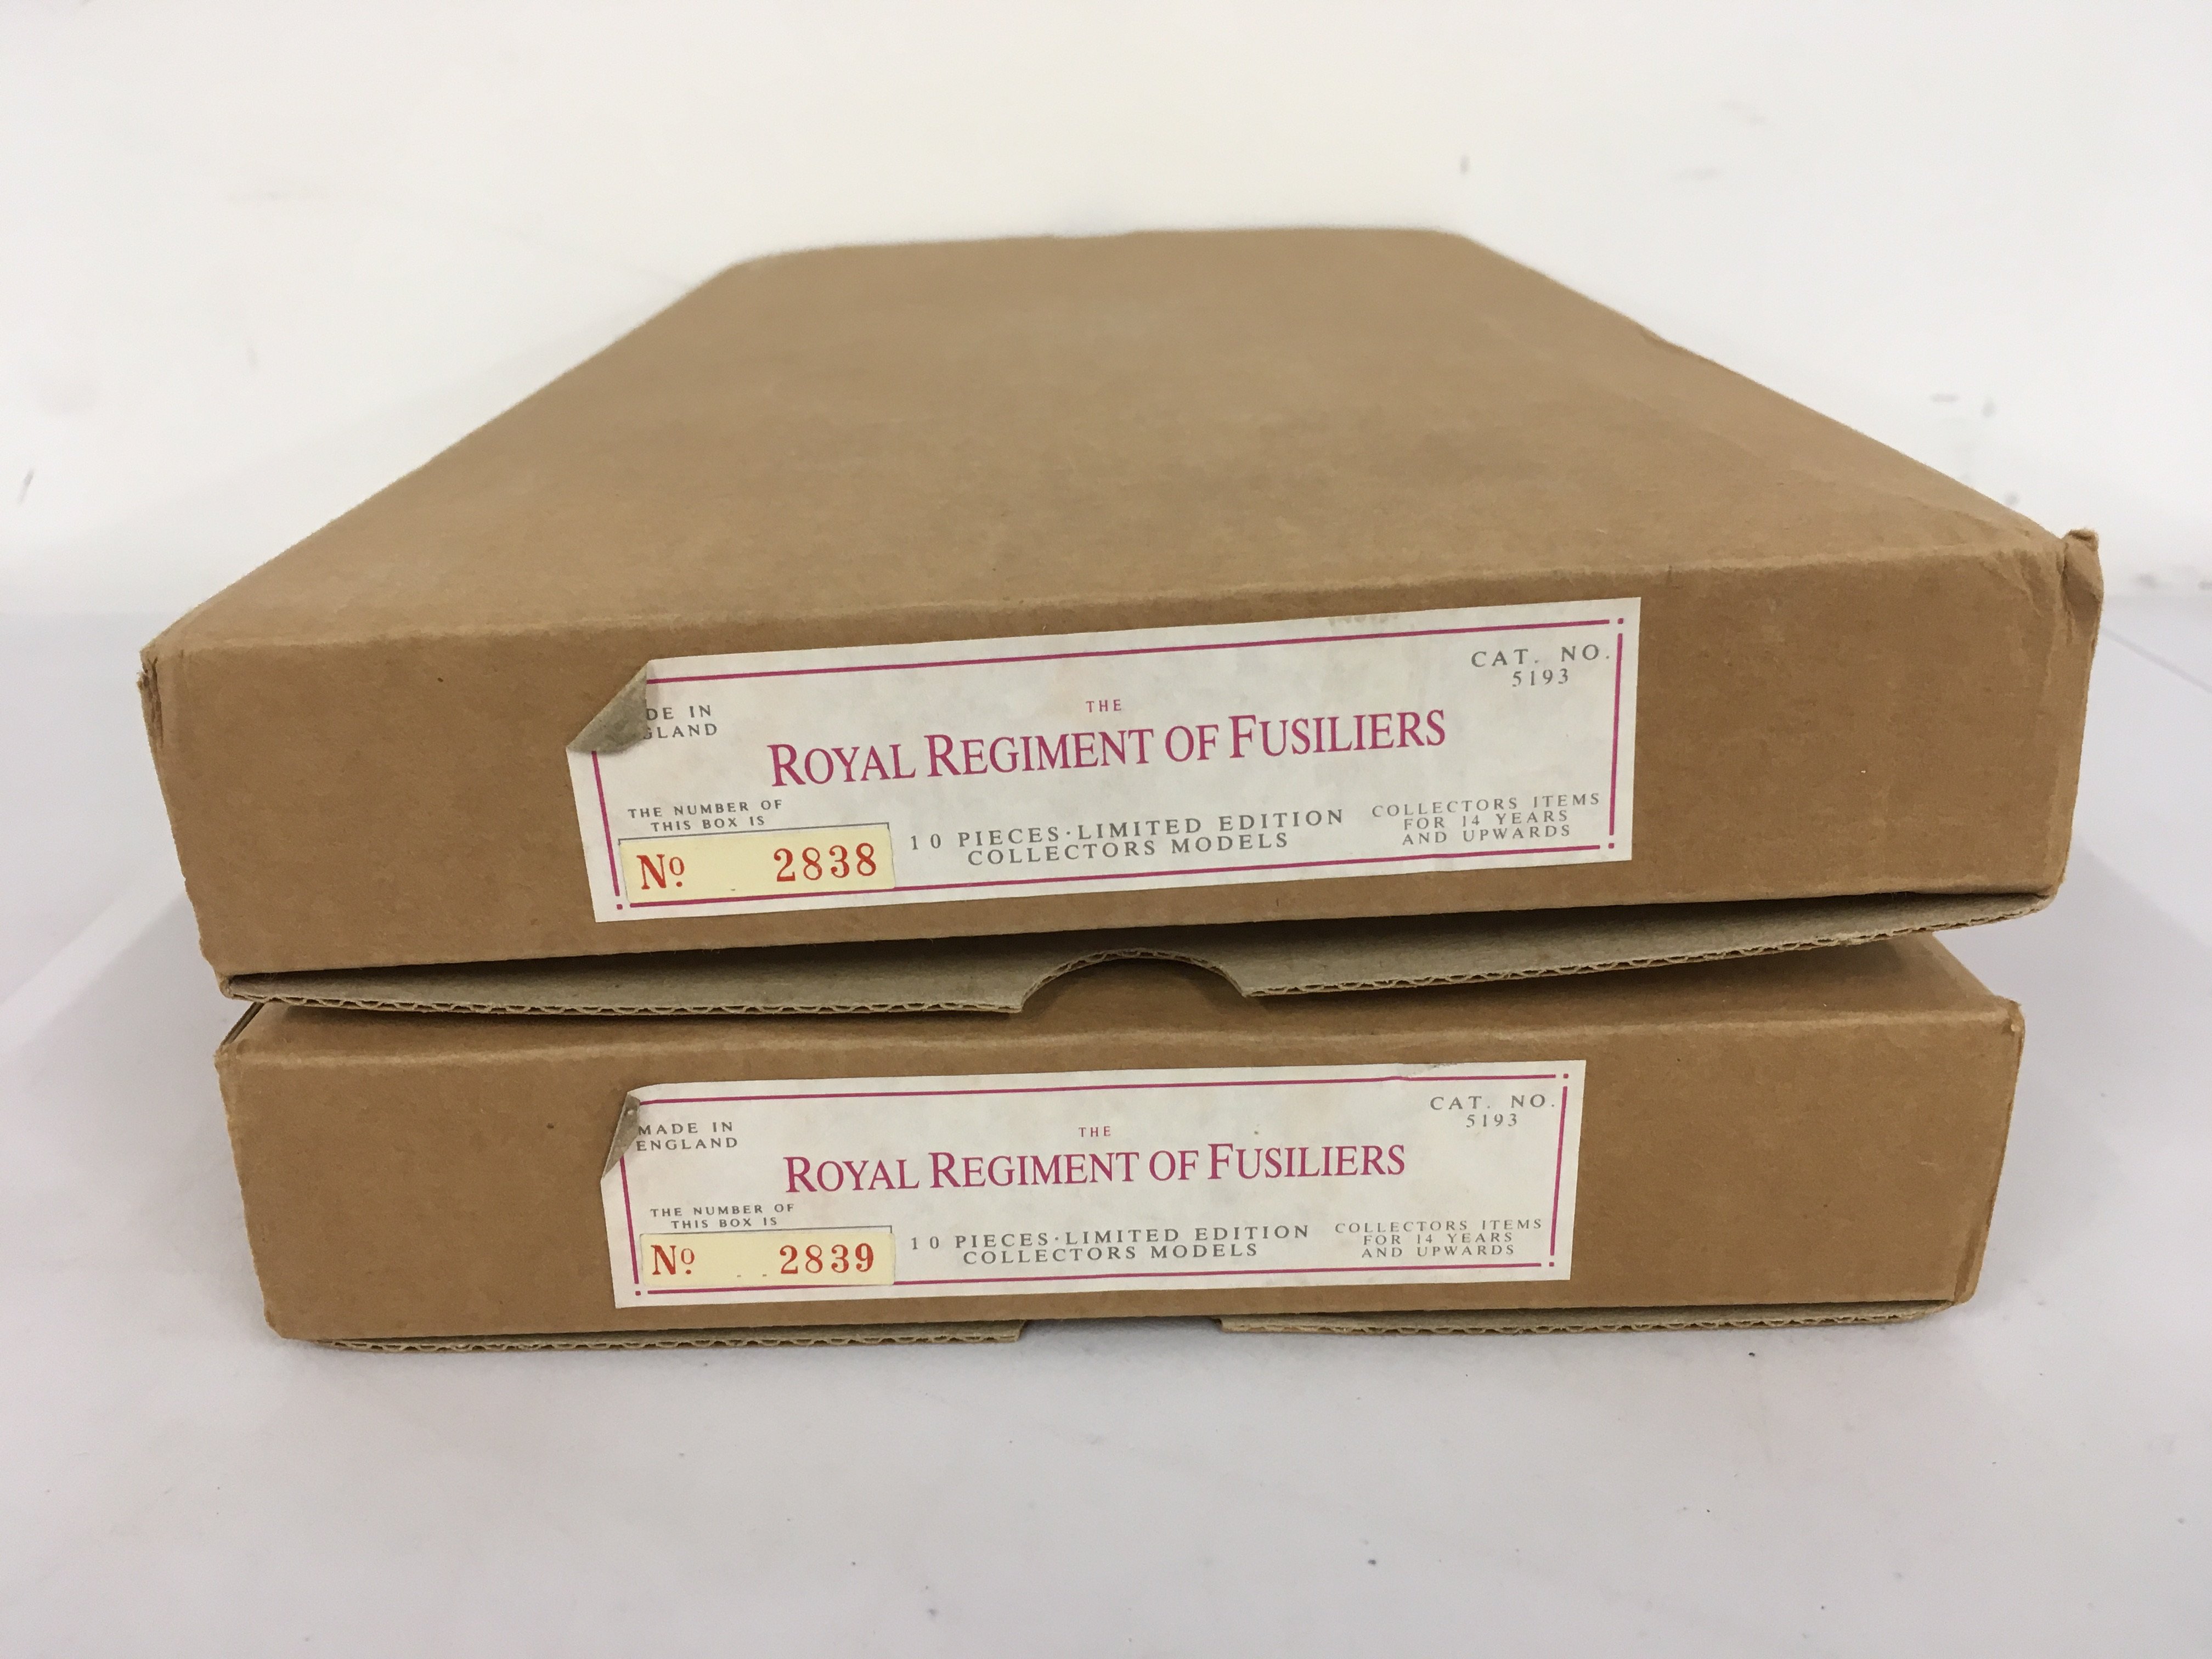 DE IN
GLAND
CAT. NO.
5193
THE
ROYAL REGIMENT OF FUSILIERS
THE NUMBER OF
THIS BOX IS
Nº. 2838
10 PIECES·LIMITED EDITION
COLLECTORS MODELS
COLLECTORS ITEMS
FOR 14 YEARS
AND UPWARDS
MADE IN
ENGLAND
CAT. NO.
5193
THE
ROYAL REGIMENT OF FUSILIERS
THE NUMBER OF
THIS BOX IS
Nº. 2839
10 PIECES·LIMITED EDITION
COLLECTORS MODELS
COLLECTORS ITEMS
FOR 14 YEARS
AND UPWARDS